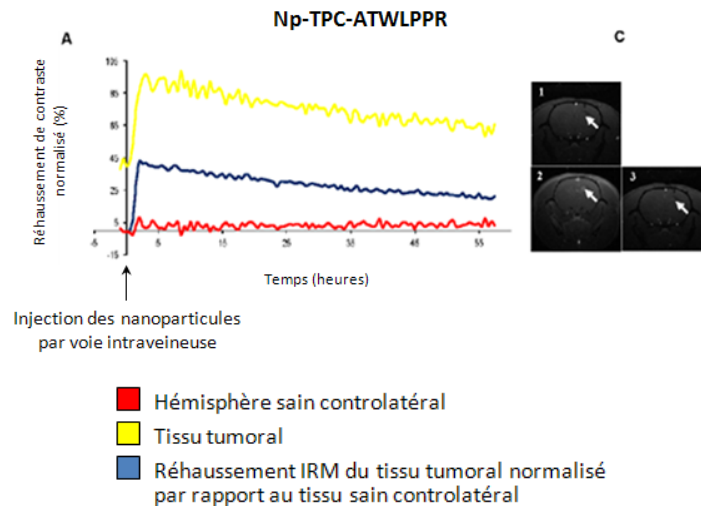 Np-TPC-ATWLPPR
A
C
Réhaussement de contraste
normalisé (%)
105
85
65
45
25
5
-15
-5
5
15
25
35
45
55
1
2
3
Temps (heures)
Injection des nanoparticules
par voie intraveineuse
Hémisphère sain controlatéral
Tissu tumoral
Réhaussement IRM du tissu tumoral normalisé
par rapport au tissu sain controlatéral